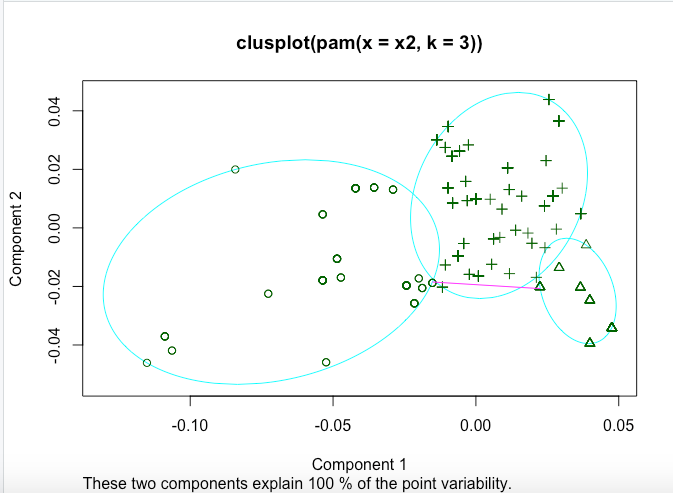 clusplot(pam(x = x2, k = 3))
0.04
0.02
0.00
-0.02
-0.04
Component 2
-0.10
-0.05
0.00
0.05
Component 1
These two components explain 100 % of the point variability.